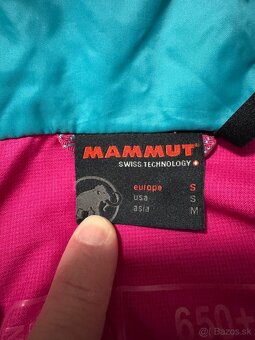 MAMMUT
SWISS TECHNOLOGY
europe S
usa S
asia M
650+
© Bazos.sk